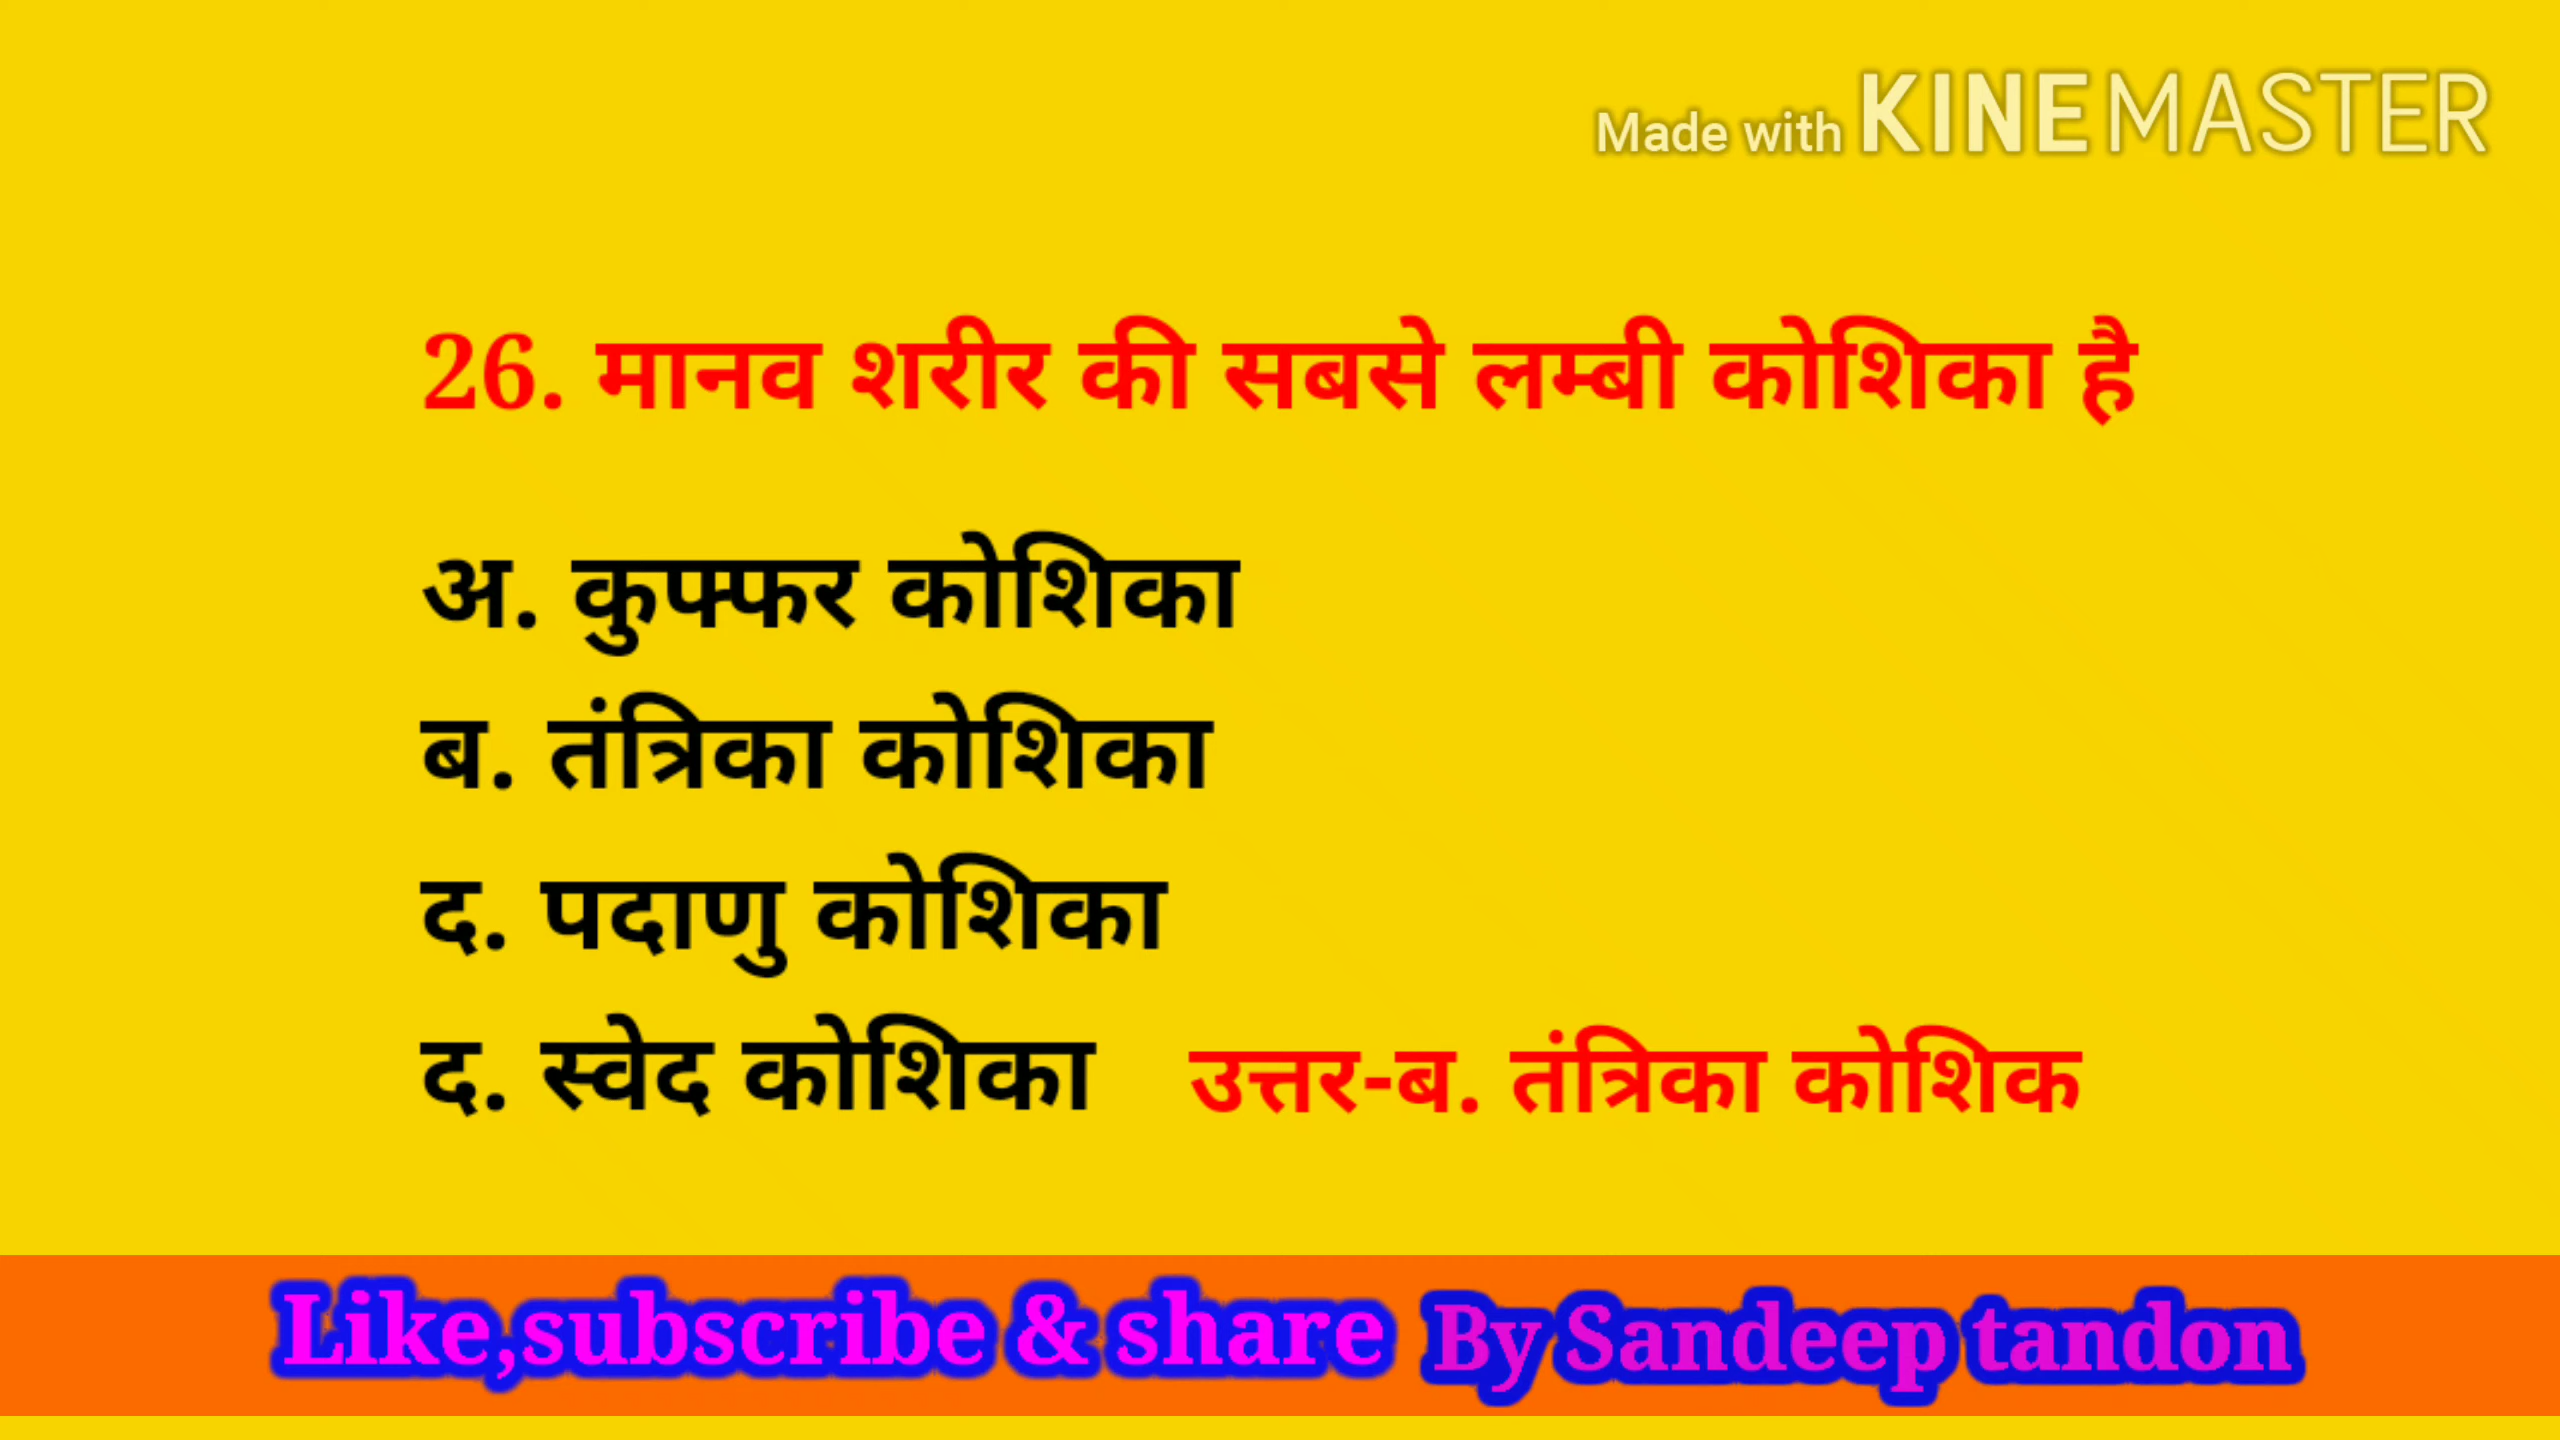 Made with KINEMASTER
26. मानव शरीर की सबसे लम्बी कोशिका है
अ. कुफ्फर कोशिका
ब. तंत्रिका कोशिका
द. पदाणु कोशिका
द. स्वेद कोशिका उत्तर-ब. तंत्रिका कोशिक
Like,subscribe & share By Sandeep tandon